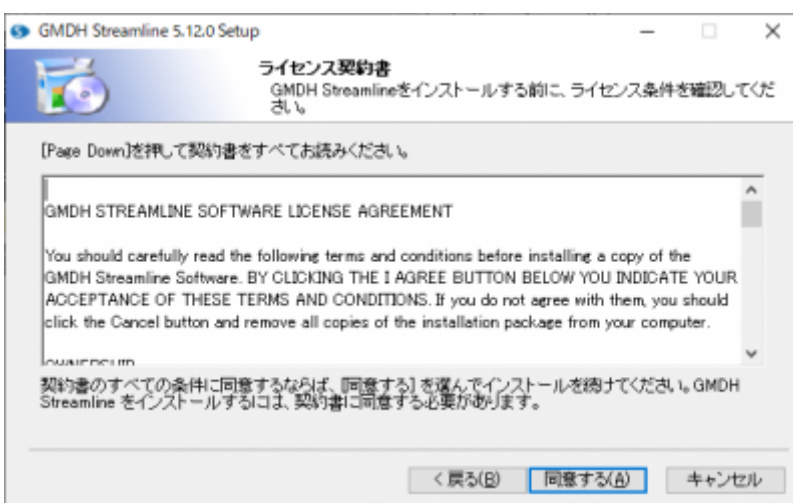 GMDH Streamline 5.12.0 Setup
ライセンス契約書
GMDH Streamlineをインストールする前に、ライセンス条件を確認してくだ
さい。
[Page Down]を押して契約書をすべてお読みください。
GMDH STREAMLINE SOFTWARE LICENSE AGREEMENT
You should carefully read the following terms and conditions before installing a copy of the
GMDH Streamline Software. BY CLICKING THE I AGREE BUTTON BELOW YOU INDICATE YOUR
ACCEPTANCE OF THESE TERMS AND CONDITIONS. If you do not agree with them, you should
click the Cancel button and remove all copies of the installation package from your computer.
OWNERSHIP
契約書のすべての条件に同意するならば、[同意する] を選んでインストールを続けてください。GMDH
Streamline をインストールするには、契約書に同意する必要があります。
< 戻る(B)
同意する(A)
キャンセル